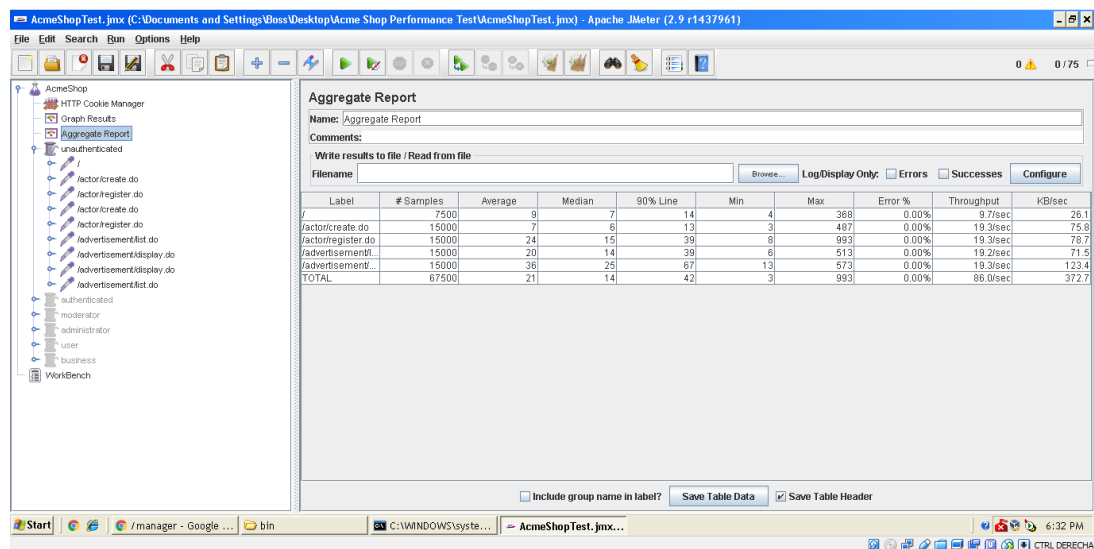 AcmeShopTest.jmx (C:\Documents and Settings\Boss\Desktop\Acme Shop Performance Test\AcmeShopTest.jmx) - Apache JMeter (2.9 r1437961)
File Edit Search Run Options Help
0 0 / 75
AcmeShop
HTTP Cookie Manager
Graph Results
Aggregate Report
unauthenticated
/
/actor/create.do
/actor/register.do
/actor/create.do
/actor/register.do
/advertisement/list.do
/advertisement/display.do
/advertisement/display.do
/advertisement/list.do
authenticated
moderator
administrator
user
business
WorkBench
Aggregate Report
Name: Aggregate Report
Comments:
Write results to file / Read from file
Filename Browse... Log/Display Only: Errors Successes Configure
Label # Samples Average Median 90% Line Min Max Error % Throughput KB/sec
/ 7500 9 7 14 4 368 0.00% 9.7/sec 26.1
/actor/create.do 15000 7 6 13 3 487 0.00% 19.3/sec 75.8
/actor/register.do 15000 24 15 39 8 993 0.00% 19.3/sec 78.7
/advertisement/l... 15000 20 14 39 6 513 0.00% 19.2/sec 71.5
/advertisement/... 15000 36 25 67 13 573 0.00% 19.3/sec 123.4
TOTAL 67500 21 14 42 3 993 0.00% 86.0/sec 372.7
Include group name in label? Save Table Data Save Table Header
Start /manager - Google ... bin C:\WINDOWS\syste... AcmeShopTest.jmx... 6:32 PM
CTRL DERECHA